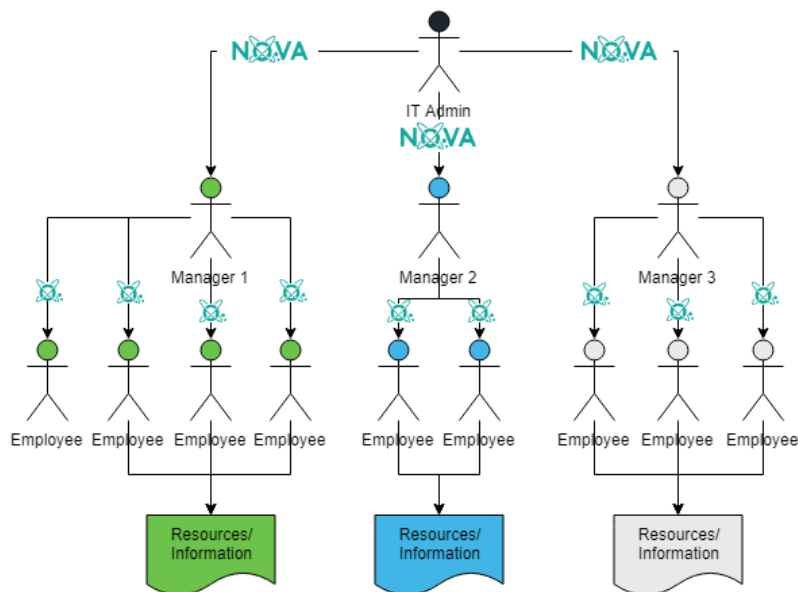 NOVA
NOVA
IT Admin
NOVA
Manager 1
Manager 2
Manager 3
Employee
Employee
Employee
Employee
Employee
Employee
Employee
Employee
Employee
Resources/
Information
Resources/
Information
Resources/
Information